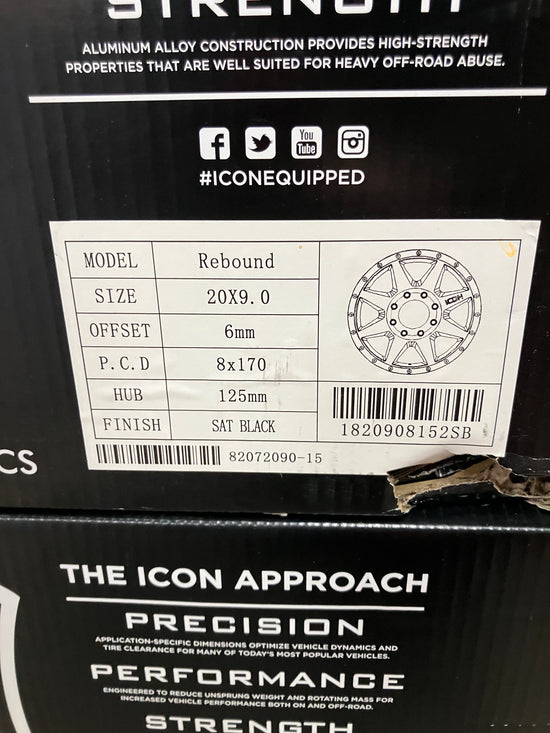 STRENGTH
ALUMINUM ALLOY CONSTRUCTION PROVIDES HIGH-STRENGTH
PROPERTIES THAT ARE WELL SUITED FOR HEAVY OFF-ROAD ABUSE.
You
Tube
#ICONEQUIPPED
MODEL Rebound
SIZE 20X9.0
OFFSET 6mm
P.C.D 8x170
HUB 125mm
FINISH SAT BLACK
ICON
1820908152SB
82072090-15
CS
THE ICON APPROACH
PRECISION
APPLICATION-SPECIFIC DIMENSIONS OPTIMIZE VEHICLE DYNAMICS AND
TIRE CLEARANCE FOR MANY OF TODAY'S MOST POPULAR VEHICLES.
PERFORMANCE
ENGINEERED TO REDUCE UNSPRUNG WEIGHT AND ROTATING MASS FOR
INCREASED VEHICLE PERFORMANCE BOTH ON AND OFF-ROAD.
STRENGTH